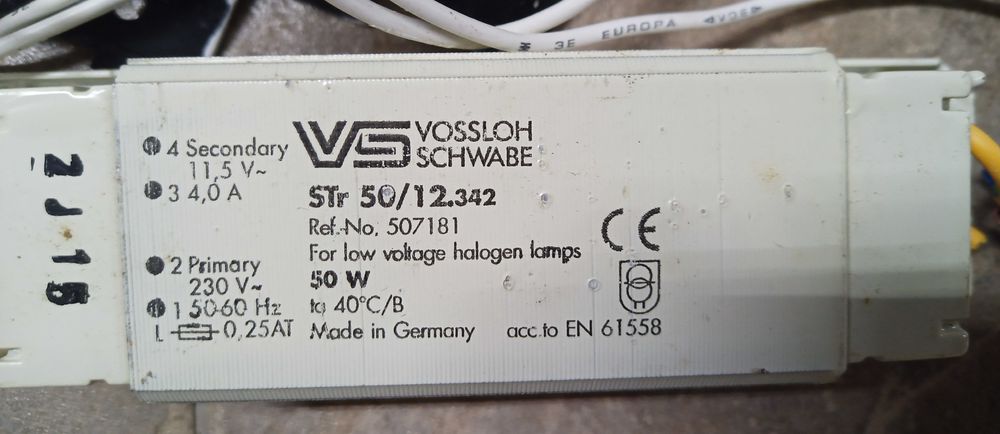 3E EUROPA VDE
4 Secondary
11,5 V~
3 4,0 A
2 Primary
230 V~
1 50-60 Hz
L 0,25AT
VS VOSSLOH
SCHWABE
STr 50/12.342
Ref.-No. 507181
For low voltage halogen lamps
50 W
ta 40°C/B
Made in Germany acc.to EN 61558
CE